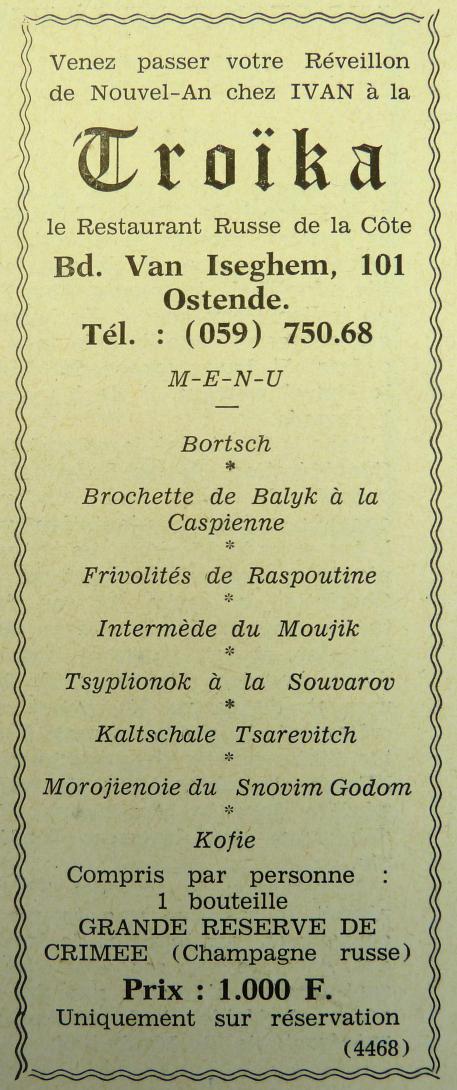 Venez passer votre Réveillon
de Nouvel-An chez IVAN à la
Troïka
le Restaurant Russe de la Côte
Bd. Van Iseghem, 101
Ostende.
Tél. : (059) 750.68
M-E-N-U
—
Bortsch
*
Brochette de Balyk à la
Caspienne
*
Frivolités de Raspoutine
*
Intermède du Moujik
*
Tsyplionok à la Souvarov
*
Kaltschale Tsarevitch
*
Morojienoie du Snovim Godom
*
Kofie
Compris par personne :
1 bouteille
GRANDE RESERVE DE
CRIMEE (Champagne russe)
Prix : 1.000 F.
Uniquement sur réservation
(4468)